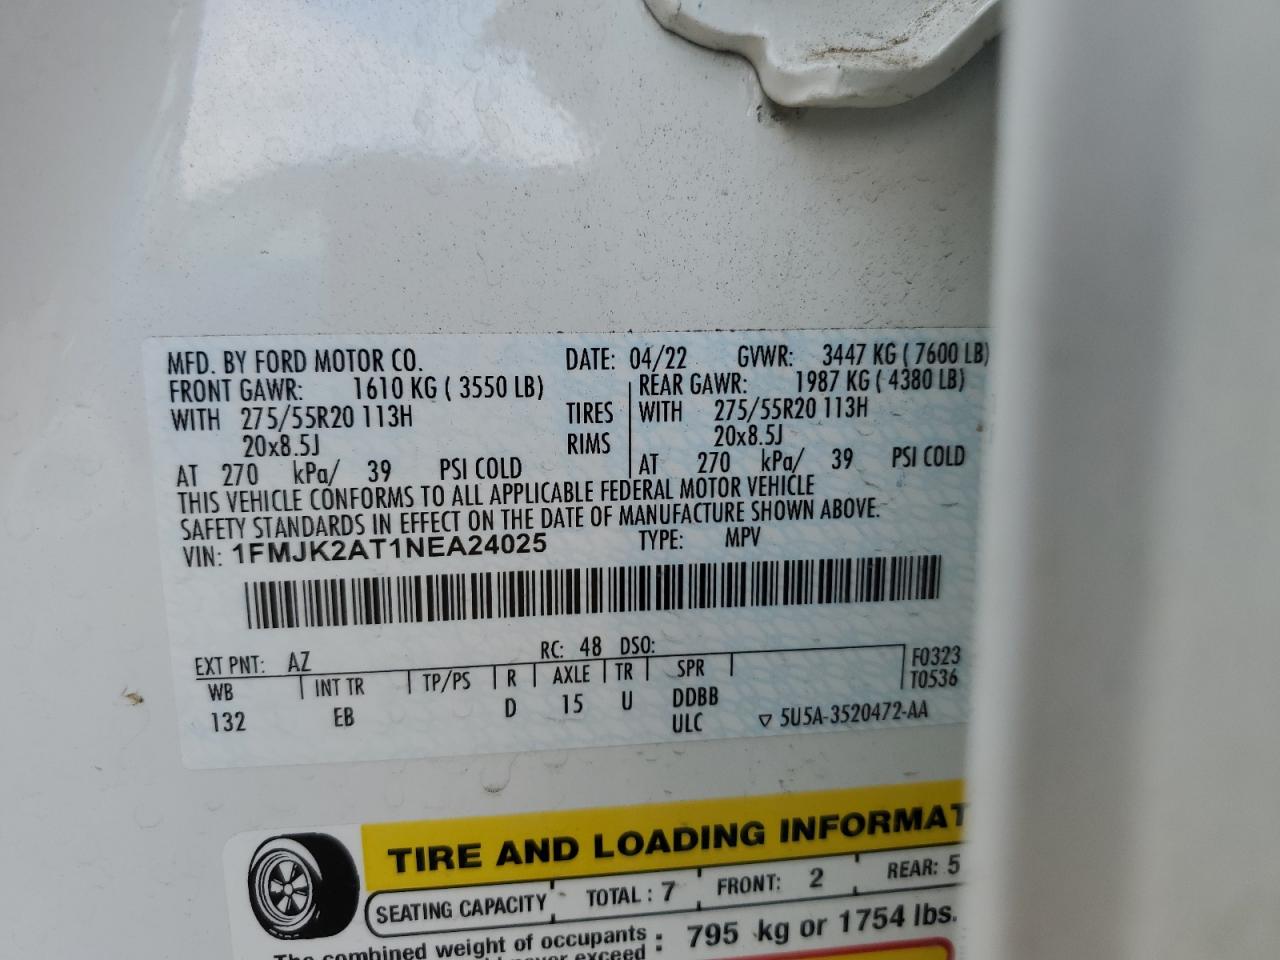 MFD. BY FORD MOTOR CO. DATE: 04/22 GVWR: 3447 KG ( 7600 LB)
FRONT GAWR: 1610 KG ( 3550 LB) REAR GAWR: 1987 KG ( 4380 LB)
WITH 275/55R20 113H TIRES WITH 275/55R20 113H
20x8.5J RIMS 20x8.5J
AT 270 kPa/ 39 PSI COLD AT 270 kPa/ 39 PSI COLD
THIS VEHICLE CONFORMS TO ALL APPLICABLE FEDERAL MOTOR VEHICLE
SAFETY STANDARDS IN EFFECT ON THE DATE OF MANUFACTURE SHOWN ABOVE.
VIN: 1FMJK2AT1NEA24025 TYPE: MPV
EXT PNT: AZ RC: 48 DSO: F0323
WB INT TR TP/PS R AXLE TR SPR T0536
132 EB D 15 U DDBB
ULC ▽ 5U5A-3520472-AA
TIRE AND LOADING INFORMAT
SEATING CAPACITY TOTAL : 7 FRONT: 2 REAR: 5
The combined weight of occupants : 795 kg or 1754 lbs.
never exceed